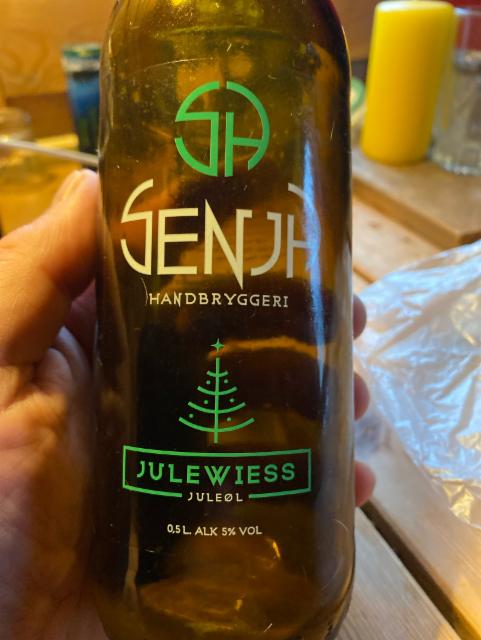 SH
SENJA
HANDBRYGGERI
JULEWIESS
JULEØL
0,5 L. ALK 5% VOL